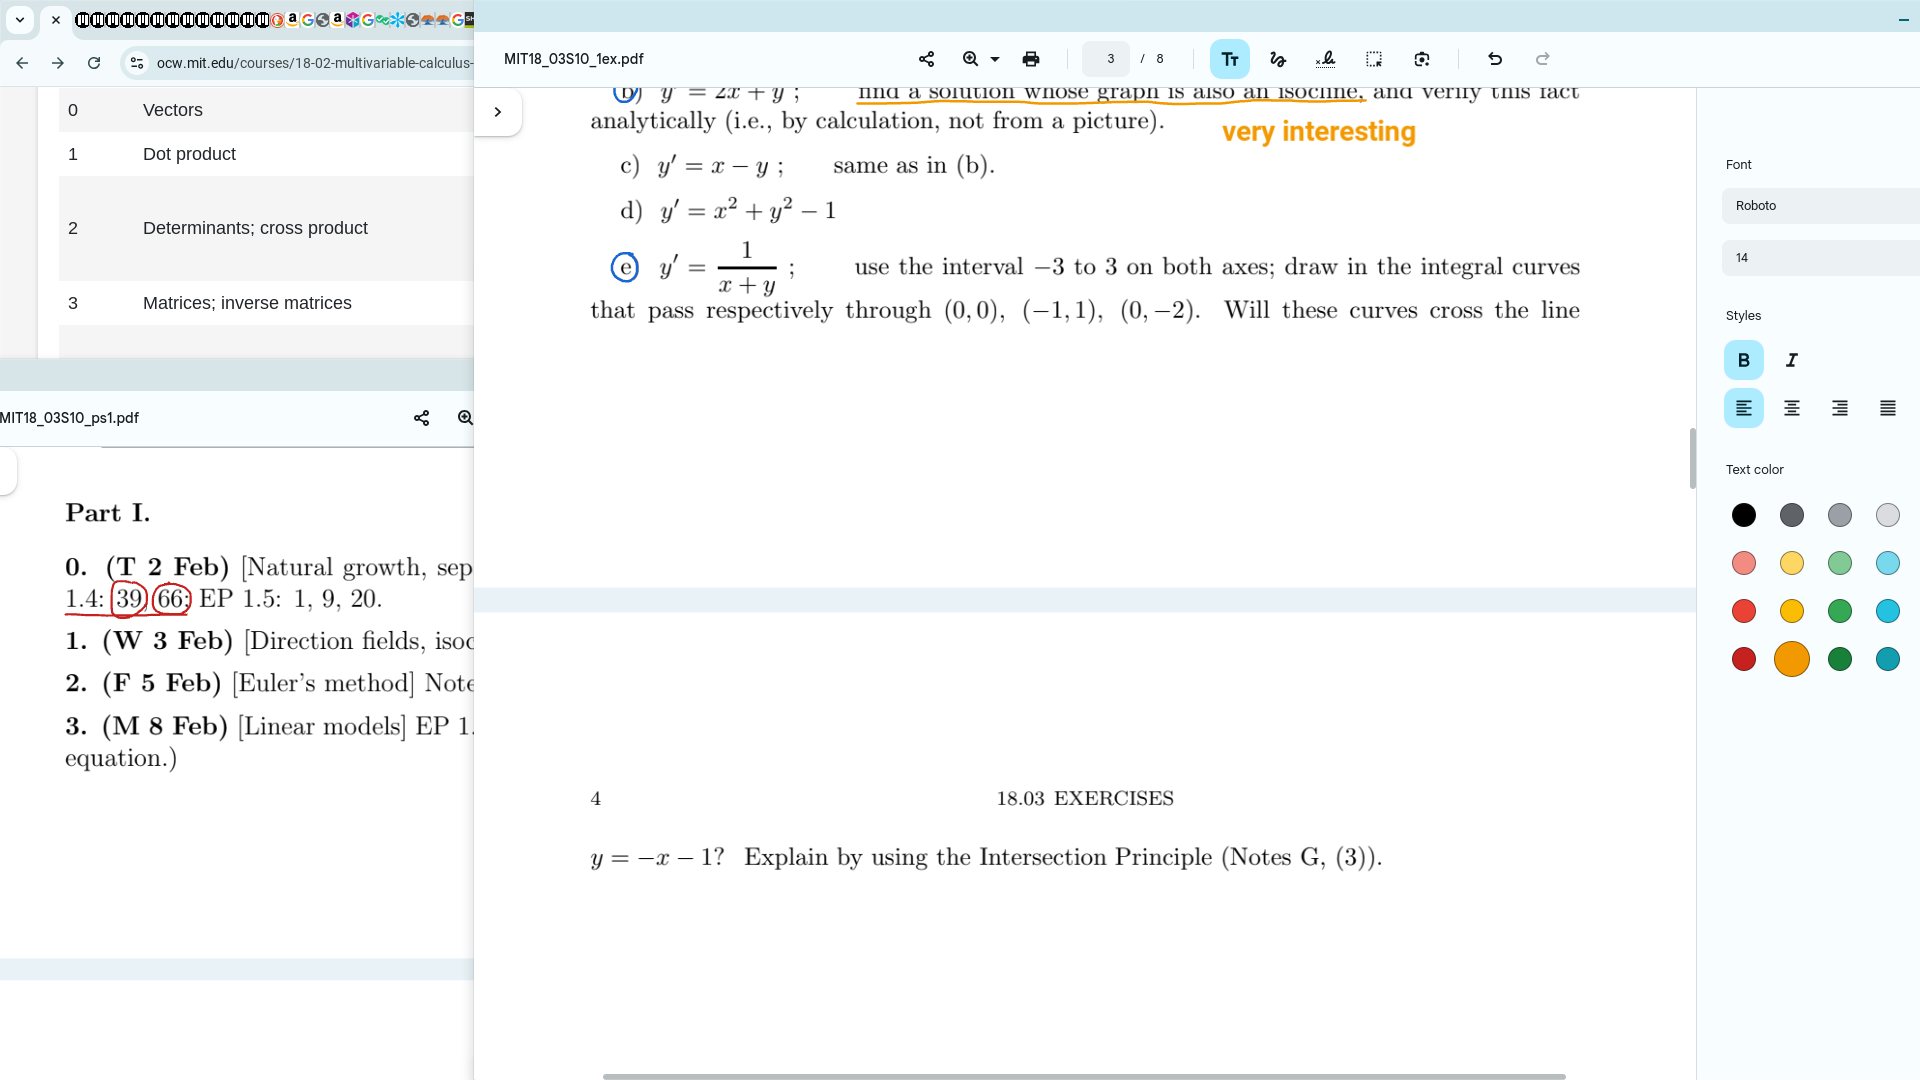 ocw.mit.edu/courses/18-02-multivariable-calculus-
0 Vectors
1 Dot product
2 Determinants; cross product
3 Matrices; inverse matrices
MIT18_03S10_ps1.pdf
Part I.
0. (T 2 Feb) [Natural growth, sep
1.4: 39, 66; EP 1.5: 1, 9, 20.
1. (W 3 Feb) [Direction fields, isoc
2. (F 5 Feb) [Euler's method] Note
3. (M 8 Feb) [Linear models] EP 1.
equation.)
MIT18_03S10_1ex.pdf
3 / 8
b) y′ = 2x + y ; find a solution whose graph is also an isocline, and verify this fact
analytically (i.e., by calculation, not from a picture).
very interesting
c) y′ = x − y ; same as in (b).
d) y′ = x² + y² − 1
e) y′ = 1/(x + y) ; use the interval −3 to 3 on both axes; draw in the integral curves
that pass respectively through (0, 0), (−1, 1), (0, −2). Will these curves cross the line
4 18.03 EXERCISES
y = −x − 1? Explain by using the Intersection Principle (Notes G, (3)).
Font
Roboto
14
Styles
B I
Text color